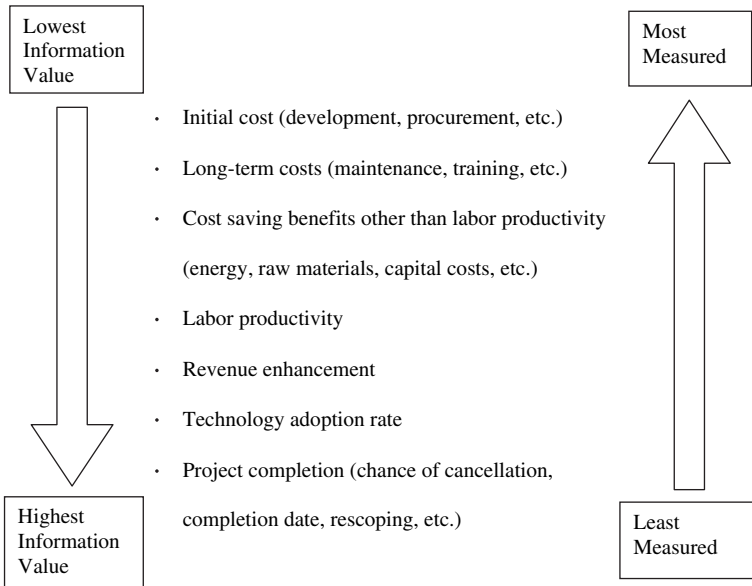 Lowest
Information
Value
Most
Measured
· Initial cost (development, procurement, etc.)
· Long-term costs (maintenance, training, etc.)
· Cost saving benefits other than labor productivity
(energy, raw materials, capital costs, etc.)
· Labor productivity
· Revenue enhancement
· Technology adoption rate
· Project completion (chance of cancellation,
completion date, rescoping, etc.)
Highest
Information
Value
Least
Measured